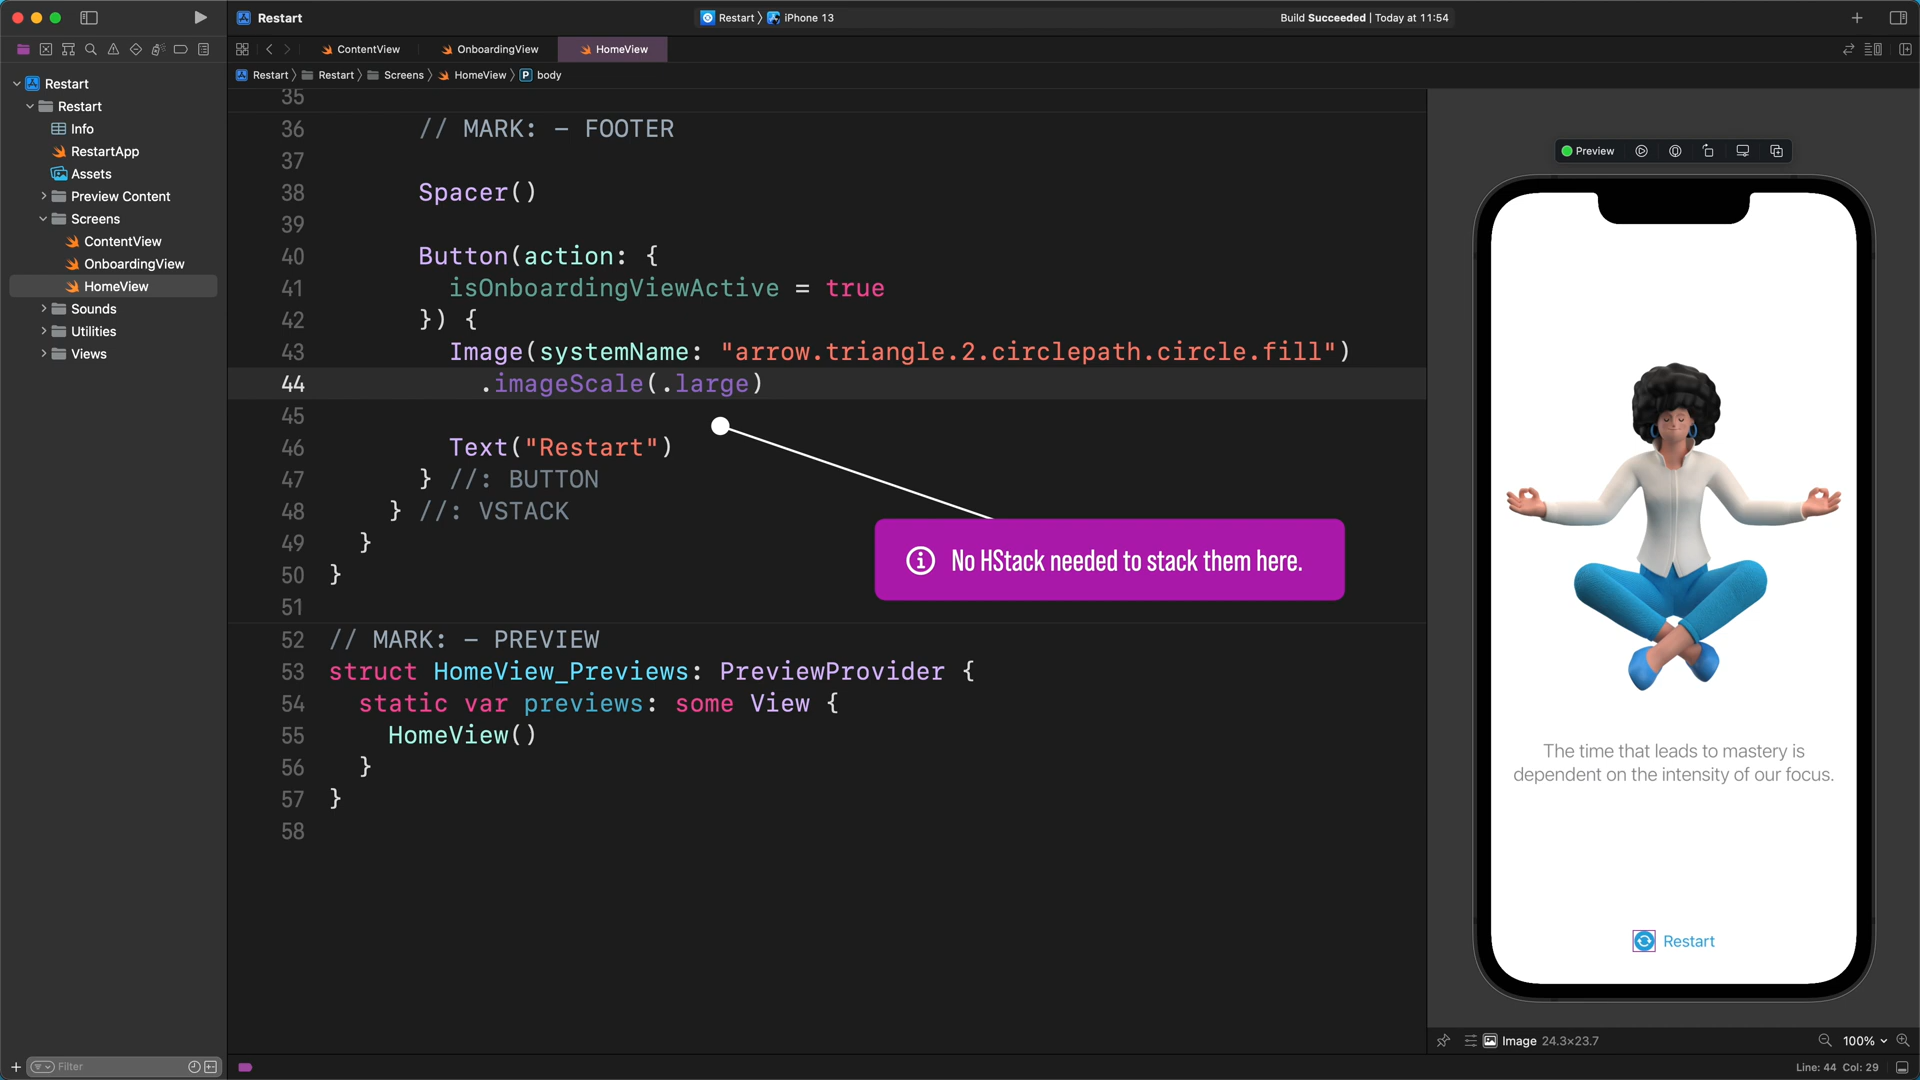 Restart
Restart
iPhone 13
Build Succeeded | Today at 11:54
ContentView
OnboardingView
HomeView
Restart
Restart
Screens
HomeView
P body
Restart
Restart
Info
RestartApp
Assets
Preview Content
Screens
ContentView
OnboardingView
HomeView
Sounds
Utilities
Views
Filter
35
36 // MARK: – FOOTER
37
38 Spacer()
39
40 Button(action: {
41 isOnboardingViewActive = true
42 }) {
43 Image(systemName: "arrow.triangle.2.circlepath.circle.fill")
44 .imageScale(.large)
45
46 Text("Restart")
47 } //: BUTTON
48 } //: VSTACK
49 }
50 }
51
52 // MARK: – PREVIEW
53 struct HomeView_Previews: PreviewProvider {
54 static var previews: some View {
55 HomeView()
56 }
57 }
58
No HStack needed to stack them here.
Preview
The time that leads to mastery is
dependent on the intensity of our focus.
Restart
Image 24.3×23.7
100%
Line: 44 Col: 29